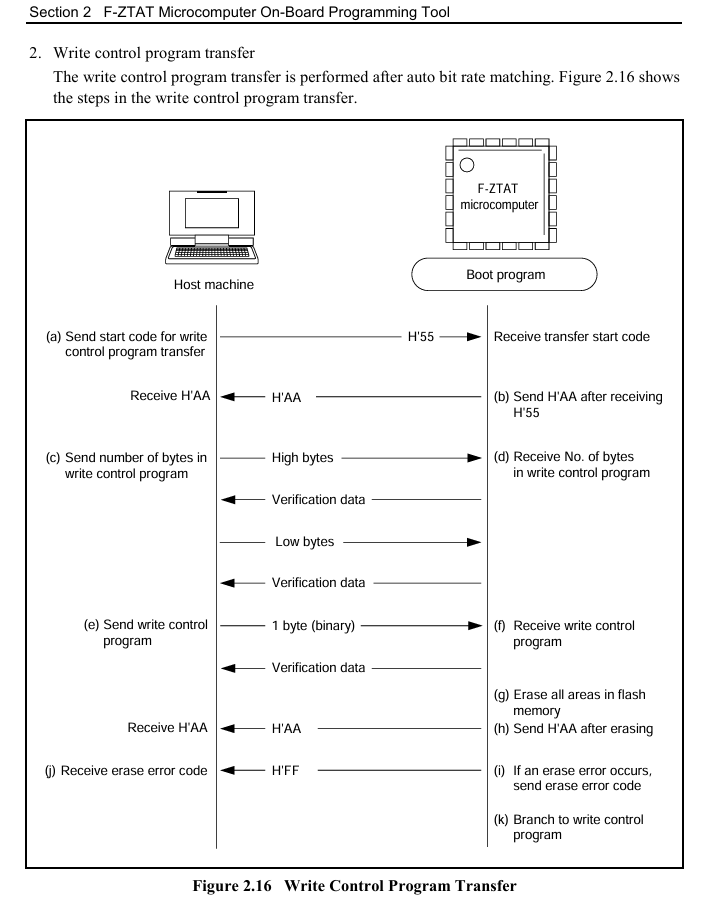 Section 2   F-ZTAT Microcomputer On-Board Programming Tool
2.   Write control program transfer
The write control program transfer is performed after auto bit rate matching. Figure 2.16 shows
the steps in the write control program transfer.
F-ZTAT
microcomputer
Host machine
Boot program
(a) Send start code for write
control program transfer
H'55
Receive transfer start code
Receive H'AA
H'AA
(b) Send H'AA after receiving
H'55
(c) Send number of bytes in
write control program
High bytes
(d) Receive No. of bytes
in write control program
Verification data
Low bytes
Verification data
(e) Send write control
program
1 byte (binary)
(f) Receive write control
program
Verification data
(g) Erase all areas in flash
memory
Receive H'AA
H'AA
(h) Send H'AA after erasing
(j) Receive erase error code
H'FF
(i) If an erase error occurs,
send erase error code
(k) Branch to write control
program
Figure 2.16   Write Control Program Transfer